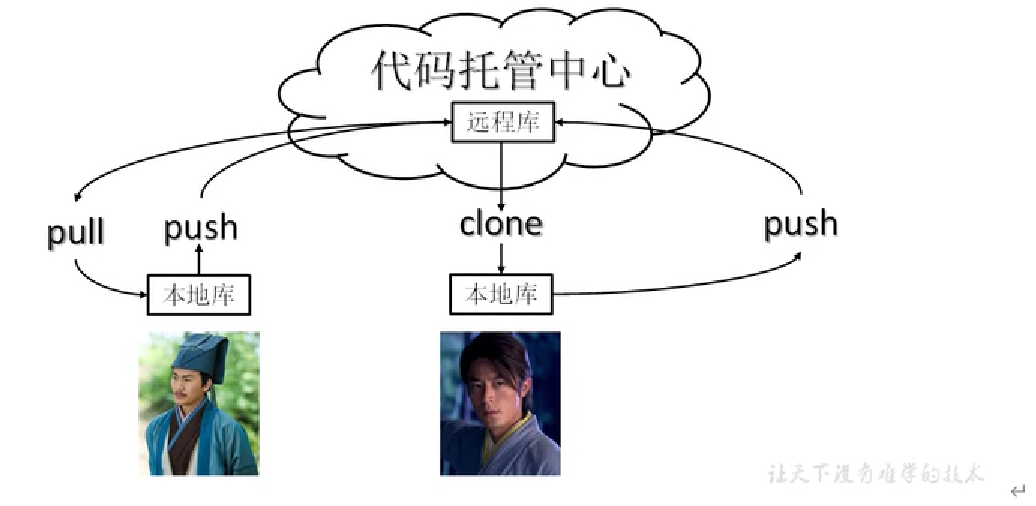 代码托管中心
远程库
pull
push
clone
push
本地库
本地库
让天下没有难学的技术